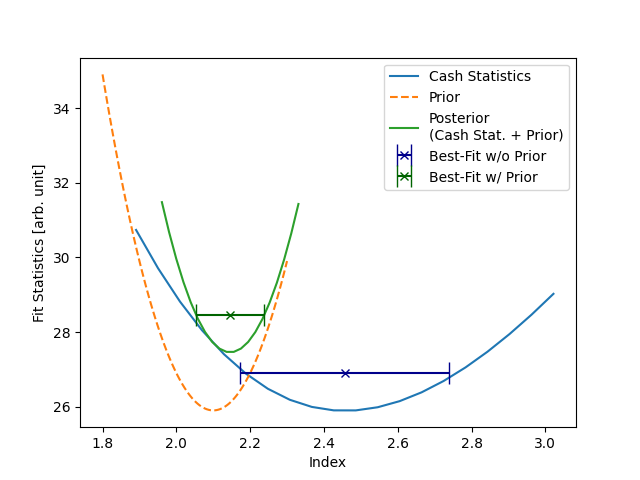 Cash Statistics
Prior
Posterior
(Cash Stat. + Prior)
Best-Fit w/o Prior
Best-Fit w/ Prior
34
32
30
28
26
Fit Statistics [arb. unit]
1.8 2.0 2.2 2.4 2.6 2.8 3.0
Index